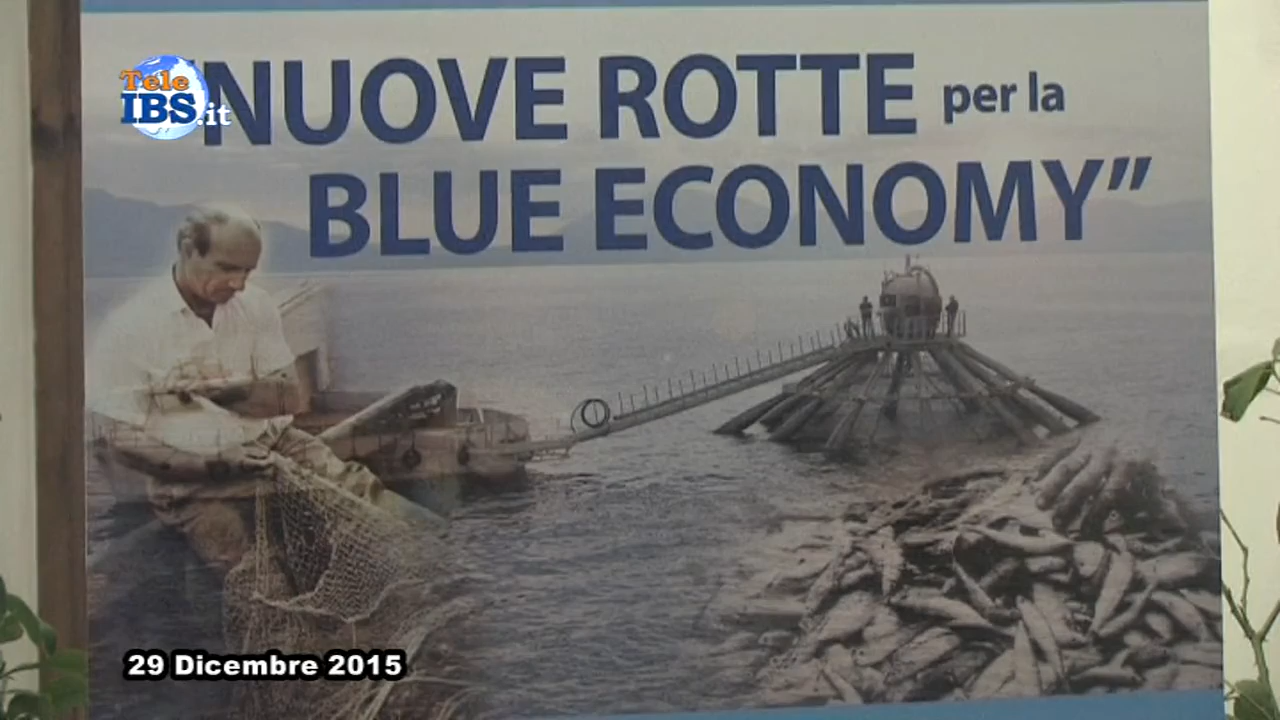 Tele
IBS.it
"NUOVE ROTTE per la
BLUE ECONOMY”
29 Dicembre 2015